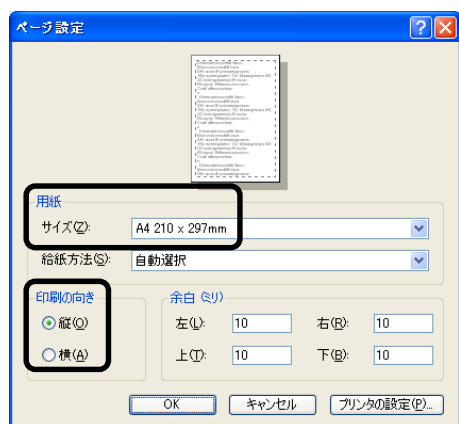 ページ設定
用紙
サイズ(Z): A4 210 x 297mm
給紙方法(S): 自動選択
印刷の向き
縦(O)
横(A)
余白 (ミリ)
左(L): 10 右(R): 10
上(T): 10 下(B): 10
OK キャンセル プリンタの設定(P)...